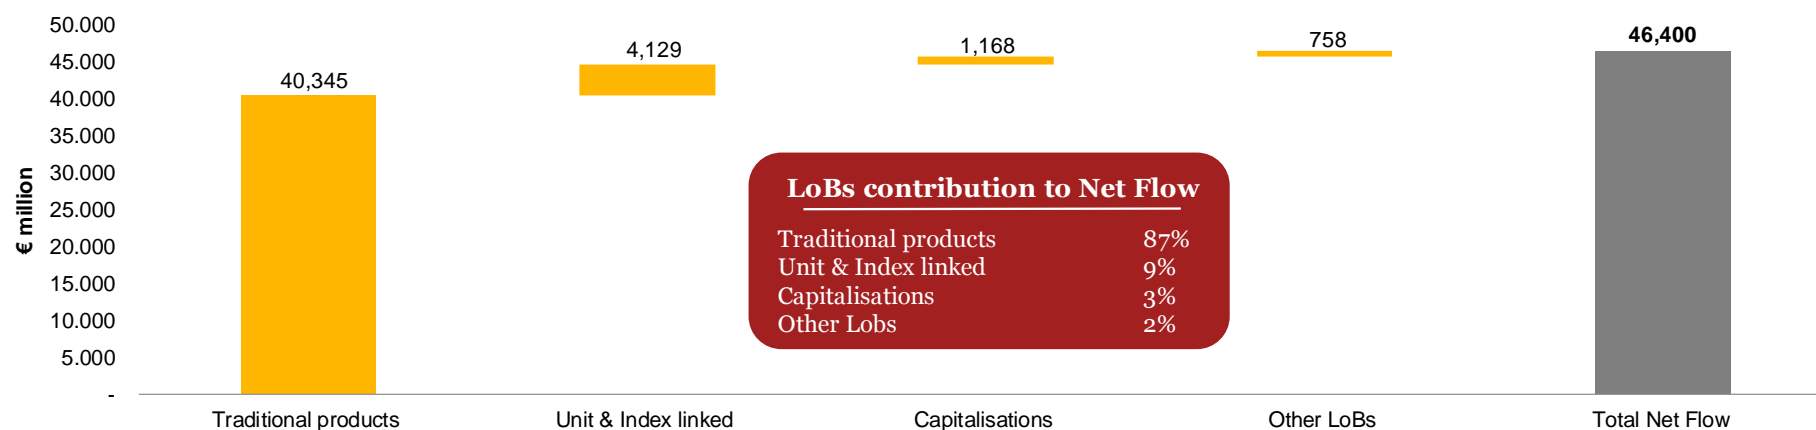 50.000
45.000
40.000
35.000
30.000
25.000
20.000
15.000
10.000
5.000
-
€ million
40,345
4,129
1,168
758
46,400
LoBs contribution to Net Flow
Traditional products 87%
Unit & Index linked 9%
Capitalisations 3%
Other Lobs 2%
Traditional products Unit & Index linked Capitalisations Other LoBs Total Net Flow